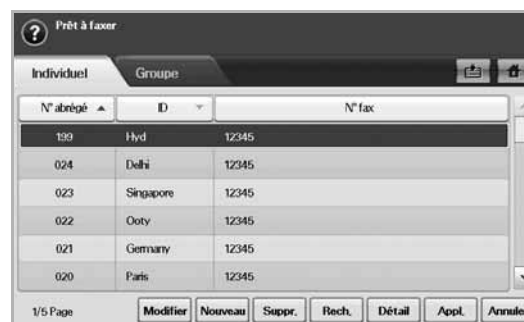 Prêt à faxer
Individuel Groupe
N° abrégé ID N° fax
199 Hyd 12345
024 Delhi 12345
023 Singapore 12345
022 Ooty 12345
021 Germany 12345
020 Paris 12345
1/5 Page Modifier Nouveau Suppr. Rech. Détail Appl. Annule